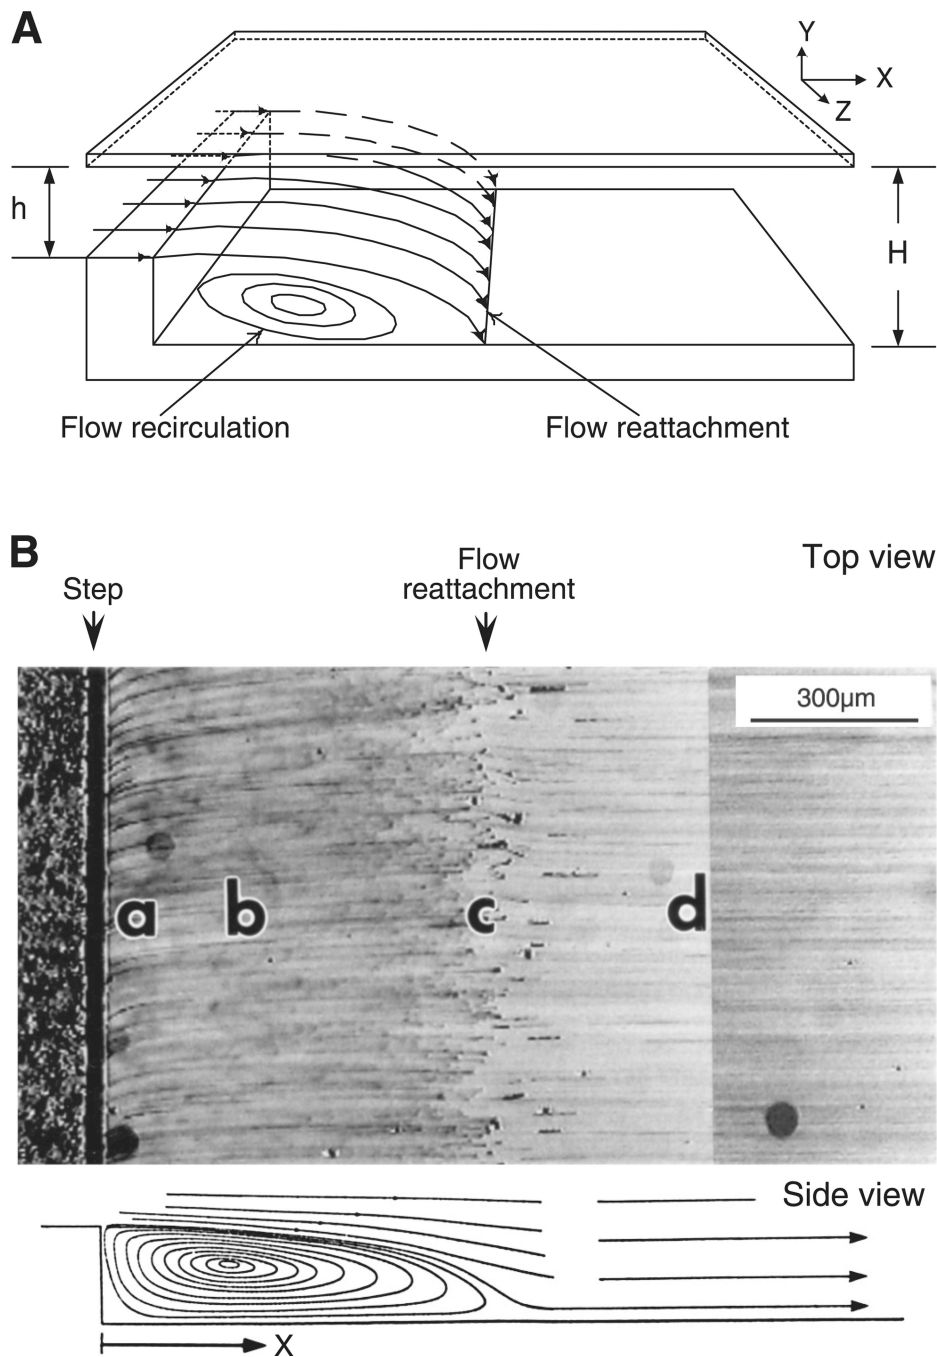 A
Y
X
Z
h
H
Flow recirculation
Flow reattachment
B
Top view
Flow
reattachment
Step
300μm
a
b
c
d
Side view
X